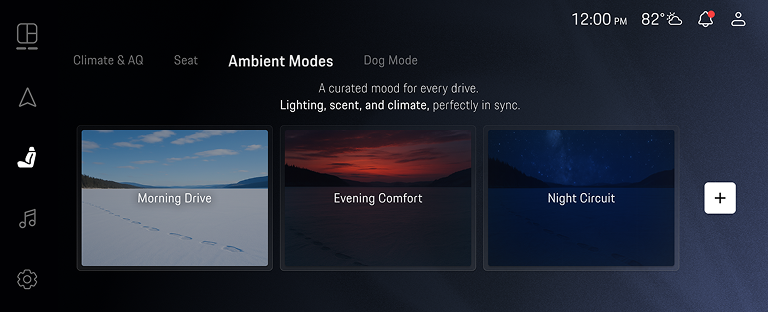 12:00 PM 82°
Climate & AQ Seat Ambient Modes Dog Mode
A curated mood for every drive.
Lighting, scent, and climate, perfectly in sync.
Morning Drive Evening Comfort Night Circuit